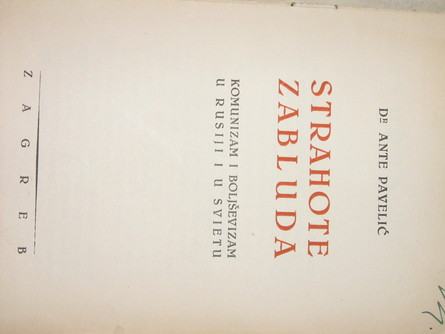 Dr ANTE PAVELIĆ
STRAHOTE
ZABLUDA
KOMUNIZAM I BOLJŠEVIZAM
U RUSIJI I U SVIETU
ZAGREB